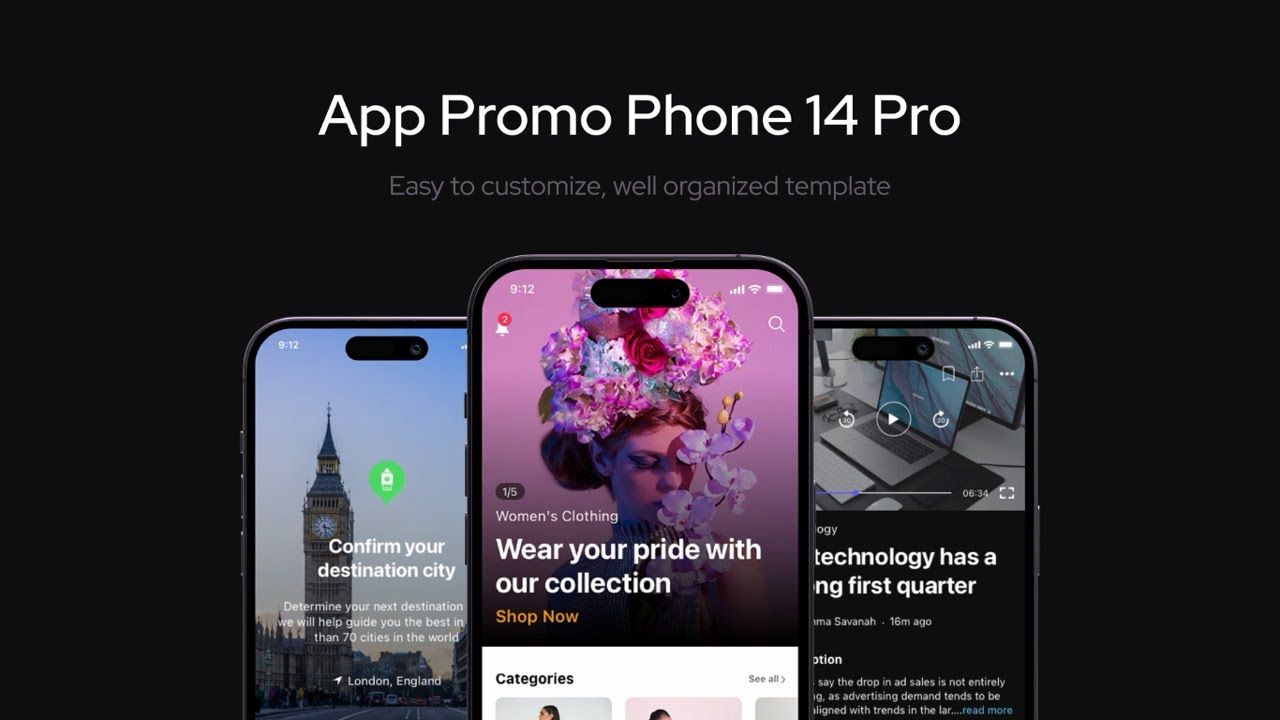 App Promo Phone 14 Pro
Easy to customize, well organized template
9:12
Confirm your
destination city
Determine your next destination
we will help guide you the best in
than 70 cities in the world
London, England
9:12
2
1/5
Women's Clothing
Wear your pride with
our collection
Shop Now
Categories
See all
30
30
06:34
ology
technology has a
ng first quarter
ma Savanah · 16m ago
ption
say the drop in ad sales is not entirely
g, as advertising demand tends to be
ligned with trends in the lar....read more